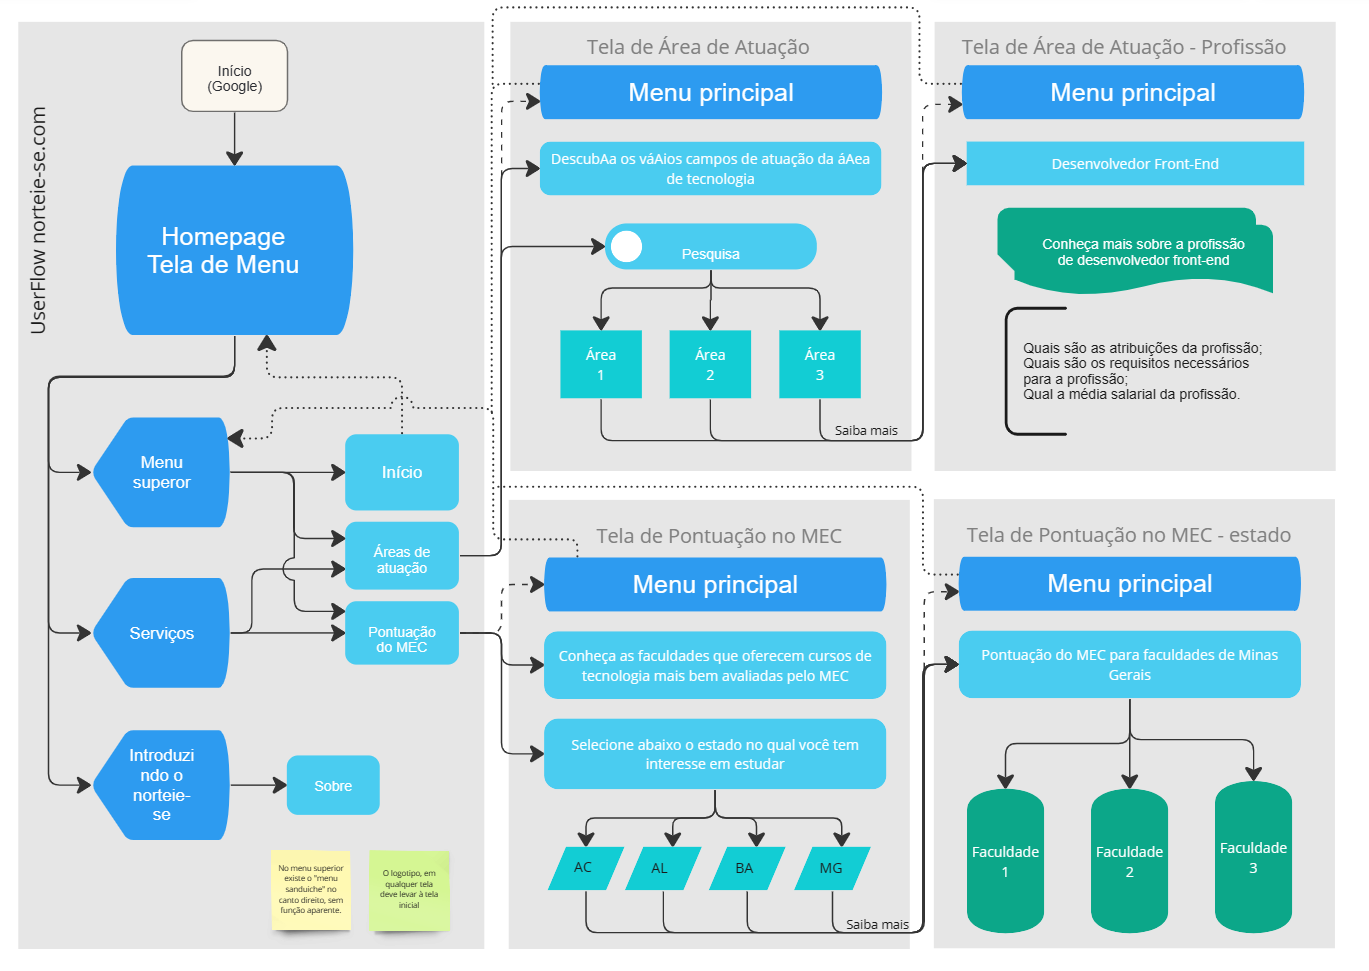 UserFlow norteie-se.com
Início
(Google)
Homepage
Tela de Menu
Menu
superor
Início
Áreas de
atuação
Serviços
Pontuação
do MEC
Introduzi
ndo o
norteie-
se
Sobre
No menu superior
existe o "menu
sanduiche" no
canto direito, sem
função aparente.
O logotipo, em
qualquer tela
deve levar à tela
inicial
Tela de Área de Atuação
Menu principal
DescubAa os váAios campos de atuação da áAea
de tecnologia
Pesquisa
Área
1
Área
2
Área
3
Saiba mais
Tela de Área de Atuação - Profissão
Menu principal
Desenvolvedor Front-End
Conheça mais sobre a profissão
de desenvolvedor front-end
Quais são as atribuições da profissão;
Quais são os requisitos necessários
para a profissão;
Qual a média salarial da profissão.
Tela de Pontuação no MEC
Menu principal
Conheça as faculdades que oferecem cursos de
tecnologia mais bem avaliadas pelo MEC
Selecione abaixo o estado no qual você tem
interesse em estudar
AC
AL
BA
MG
Saiba mais
Tela de Pontuação no MEC - estado
Menu principal
Pontuação do MEC para faculdades de Minas
Gerais
Faculdade
1
Faculdade
2
Faculdade
3